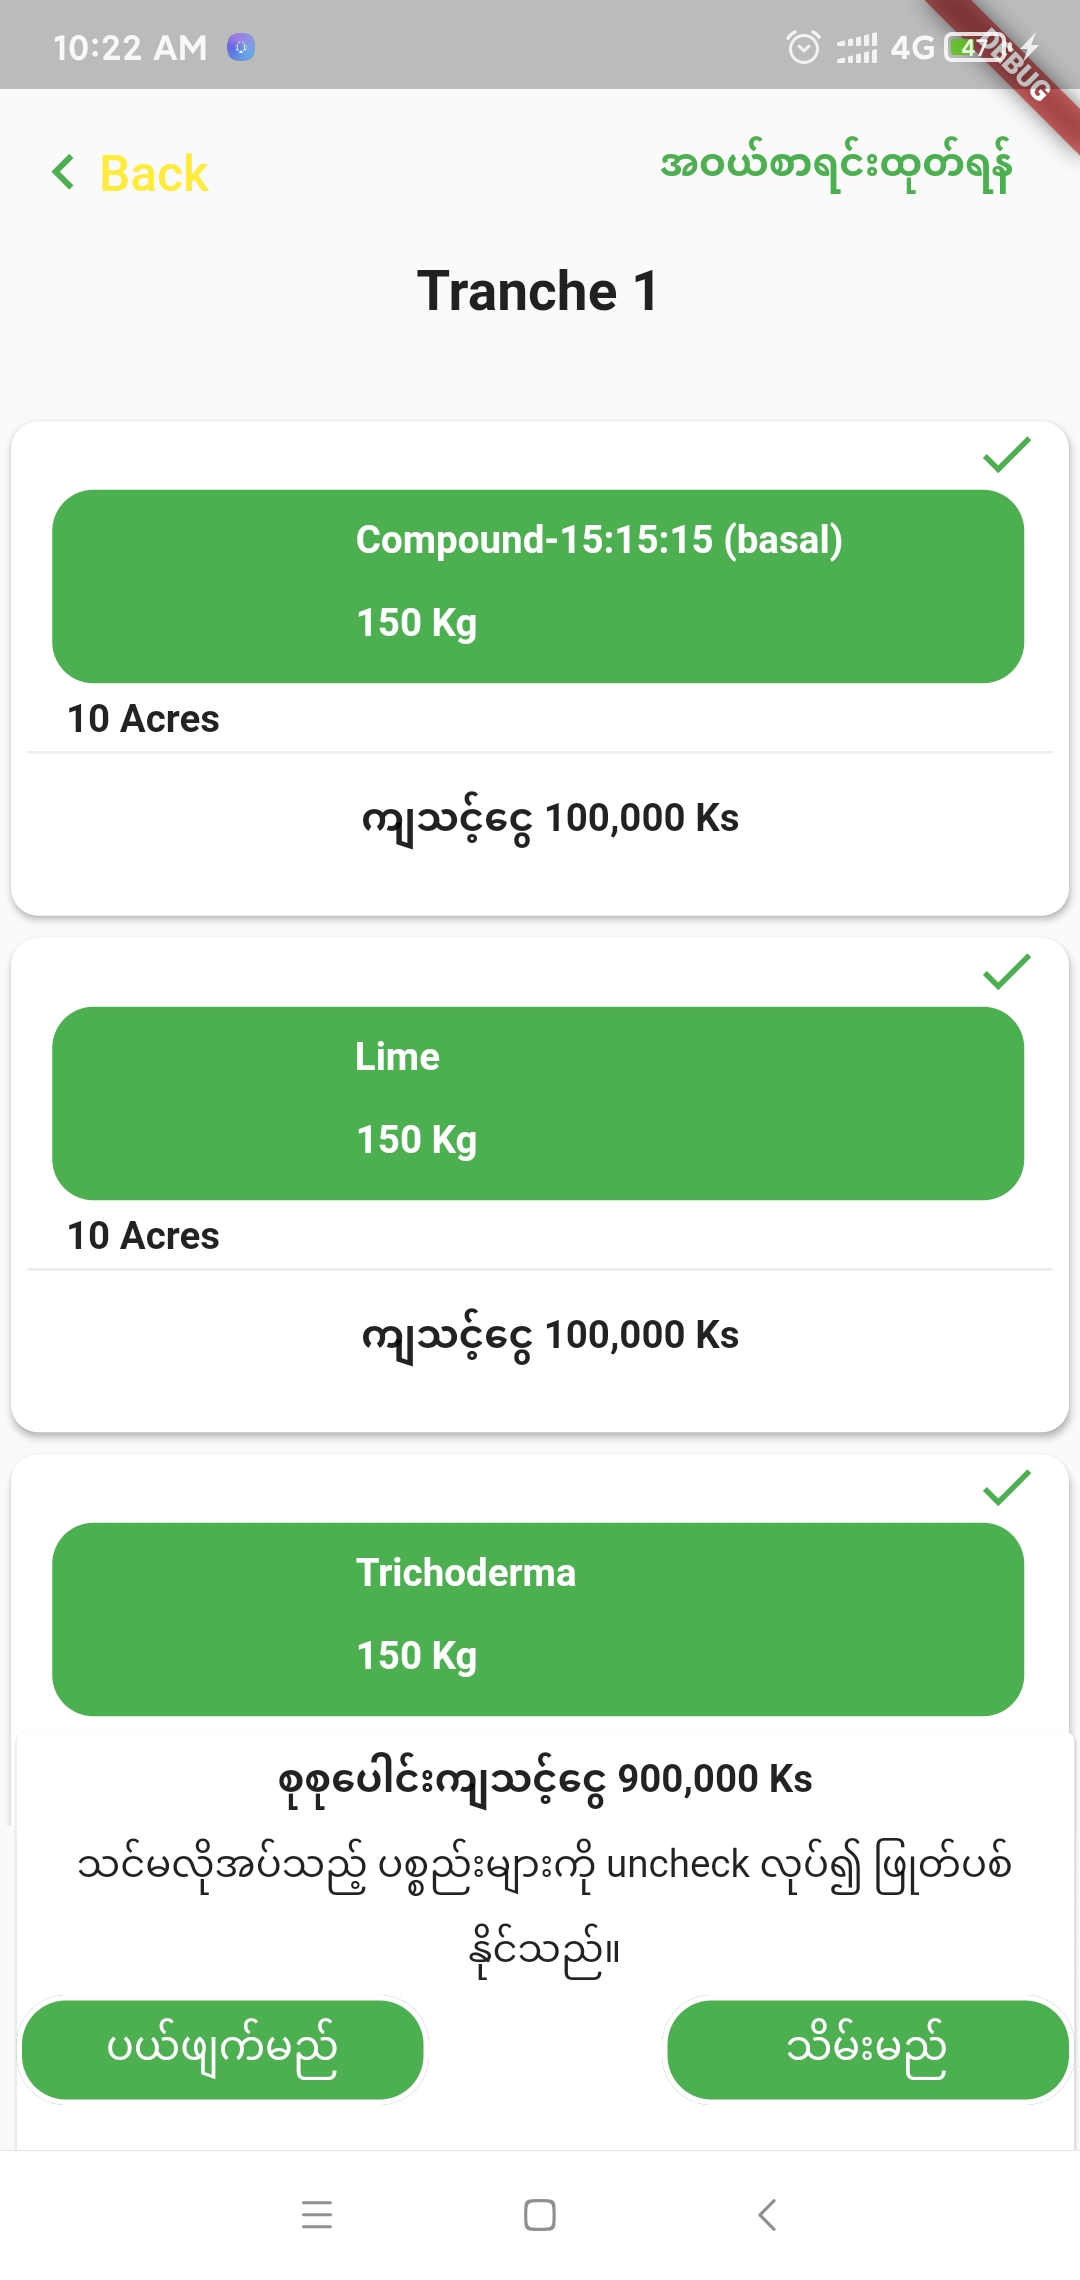 10:22 AM
4G
47
DEBUG
Back
အဝယ်စာရင်းထုတ်ရန်
Tranche 1
Compound-15:15:15 (basal)
150 Kg
10 Acres
ကျသင့်ငွေ 100,000 Ks
Lime
150 Kg
10 Acres
ကျသင့်ငွေ 100,000 Ks
Trichoderma
150 Kg
စုစုပေါင်းကျသင့်ငွေ 900,000 Ks
သင်မလိုအပ်သည့် ပစ္စည်းများကို uncheck လုပ်၍ ဖြုတ်ပစ်
နိုင်သည်။
ပယ်ဖျက်မည်
သိမ်းမည်